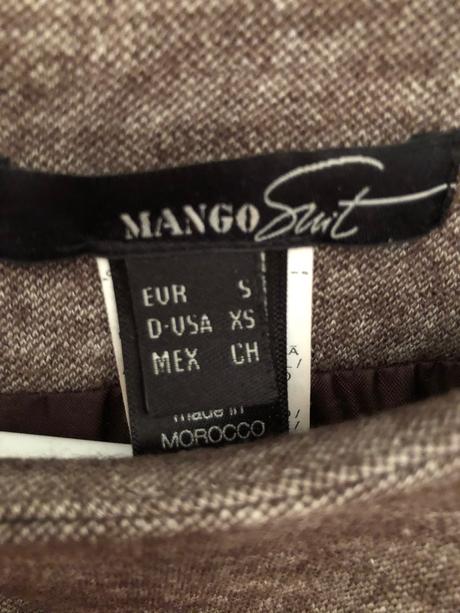 MANGO Suit
EUR S
D-USA XS
MEX CH
made in
MOROCCO